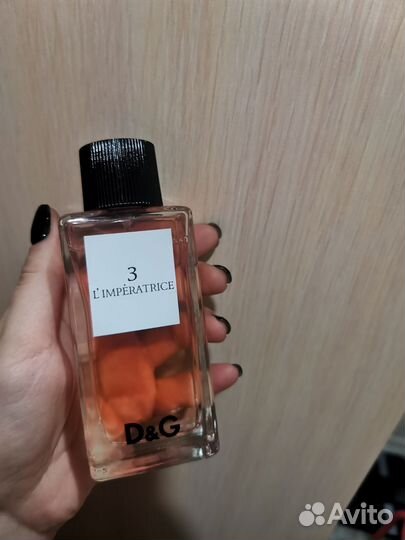 3
L'IMPÉRATRICE
D&G
Avito